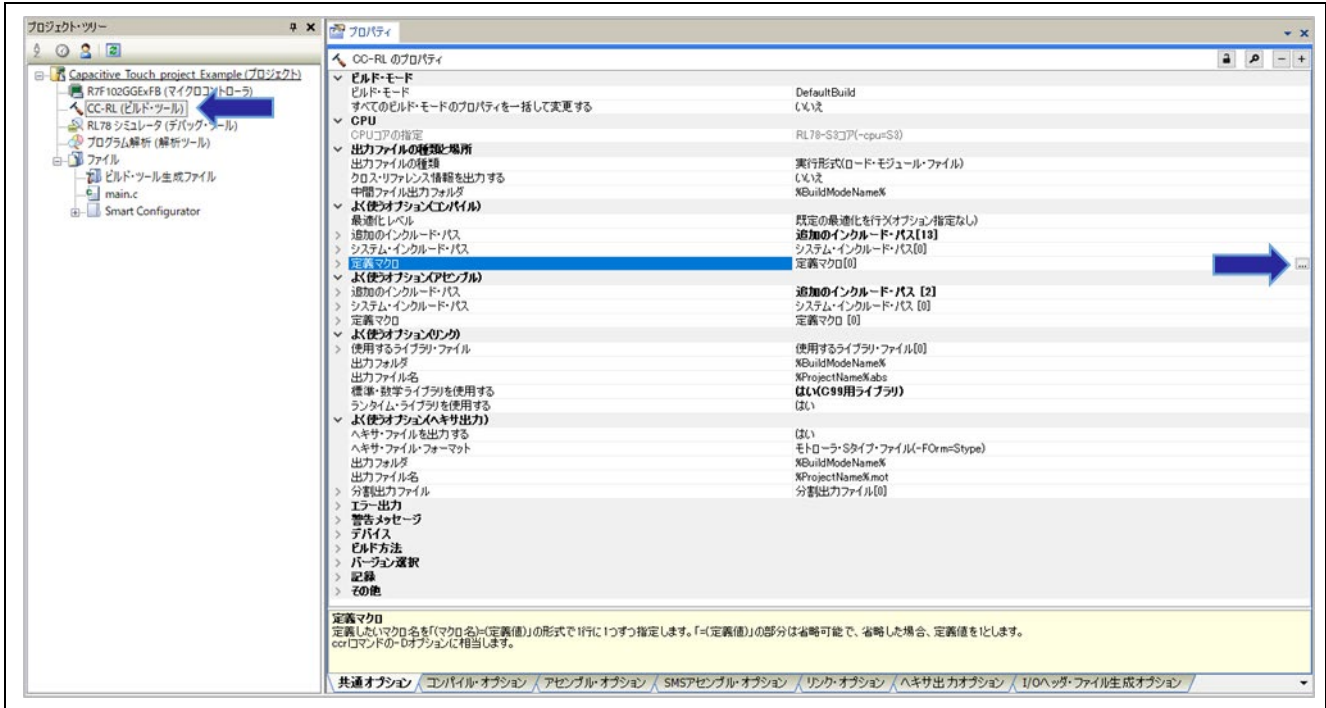 プロジェクト・ツリー
Capacitive_Touch_project_Example (プロジェクト)
R7F102GGExFB (マイクロコントローラ)
CC-RL (ビルド・ツール)
RL78 シミュレータ (デバッグ・ツール)
プログラム解析 (解析ツール)
ファイル
ビルド・ツール生成ファイル
main.c
Smart Configurator
プロパティ
CC-RL のプロパティ
ビルド・モード
ビルド・モード DefaultBuild
すべてのビルド・モードのプロパティを一括して変更する いいえ
CPU
CPUコアの指定 RL78-S3コア(-cpu=S3)
出力ファイルの種類と場所
出力ファイルの種類 実行形式(ロード・モジュール・ファイル)
クロス・リファレンス情報を出力する いいえ
中間ファイル出力フォルダ %BuildModeName%
よく使うオプション(コンパイル)
最適化レベル 既定の最適化を行う(オプション指定なし)
追加のインクルード・パス 追加のインクルード・パス[13]
システム・インクルード・パス システム・インクルード・パス[0]
定義マクロ 定義マクロ[0] ...
よく使うオプション(アセンブル)
追加のインクルード・パス 追加のインクルード・パス [2]
システム・インクルード・パス システム・インクルード・パス [0]
定義マクロ 定義マクロ [0]
よく使うオプション(リンク)
使用するライブラリ・ファイル 使用するライブラリ・ファイル[0]
出力フォルダ %BuildModeName%
出力ファイル名 %ProjectName%.abs
標準・数学ライブラリを使用する はい(C99用ライブラリ)
ランタイム・ライブラリを使用する はい
よく使うオプション(ヘキサ出力)
ヘキサ・ファイルを出力する はい
ヘキサ・ファイル・フォーマット モトローラ・Sタイプ・ファイル(-FOrm=Stype)
出力フォルダ %BuildModeName%
出力ファイル名 %ProjectName%.mot
分割出力ファイル 分割出力ファイル[0]
エラー出力
警告メッセージ
デバイス
ビルド方法
バージョン選択
記録
その他
定義マクロ
定義したいマクロ名を「(マクロ名)=(定義値)」の形式で1行に1つずつ指定します。「=(定義値)」の部分は省略可能で、省略した場合、定義値を1とします。
ccrlコマンドの-Dオプションに相当します。
共通オプション コンパイル・オプション アセンブル・オプション SMSアセンブル・オプション リンク・オプション ヘキサ出力オプション I/Oヘッダ・ファイル生成オプション